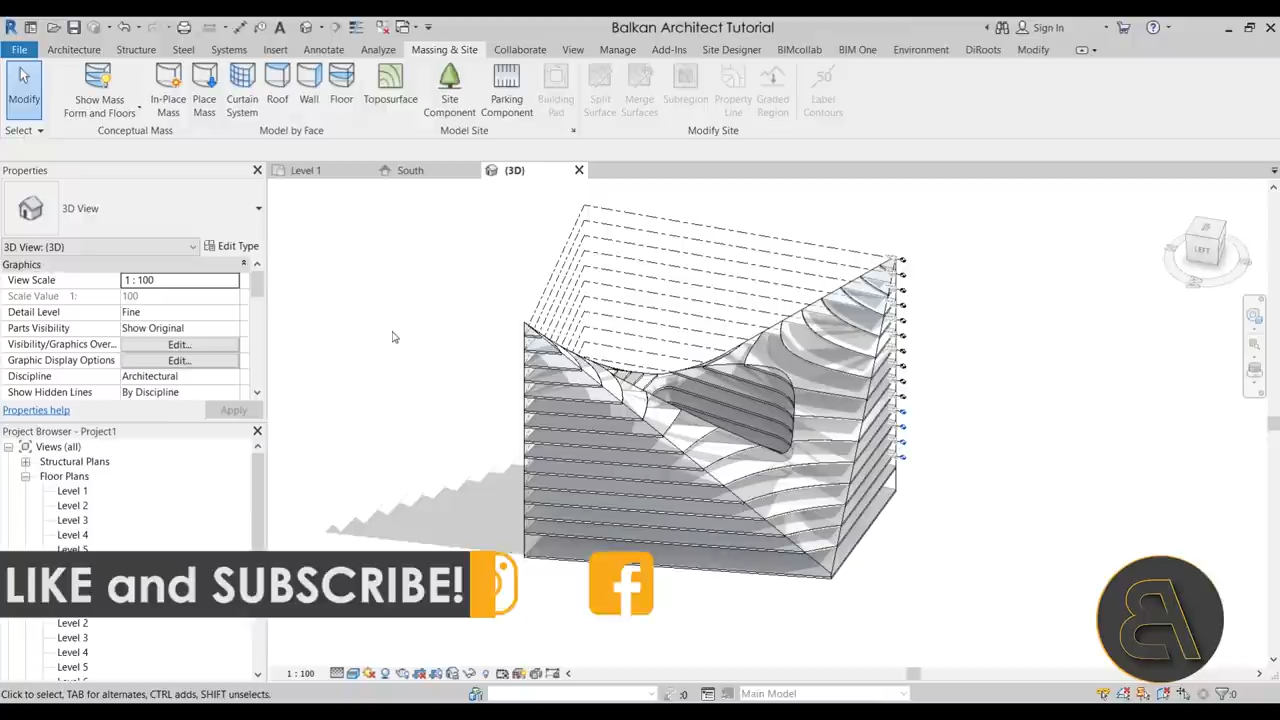 Balkan Architect Tutorial
Sign In
File Architecture Structure Steel Systems Insert Annotate Analyze Massing & Site Collaborate View Manage Add-Ins Site Designer BIMcollab BIM One Environment DiRoots Modify
Modify
Show Mass
Form and Floors
In-Place
Mass
Place
Mass
Curtain
System
Roof
Wall
Floor
Toposurface
Site
Component
Parking
Component
Building
Pad
Split
Surface
Merge
Surfaces
Subregion
Property
Line
Graded
Region
50
Label
Contours
Select
Conceptual Mass
Model by Face
Model Site
Modify Site
Properties
Level 1
South
(3D)
3D View
3D View: (3D)
Edit Type
Graphics
View Scale 1 : 100
Scale Value 1: 100
Detail Level Fine
Parts Visibility Show Original
Visibility/Graphics Over... Edit...
Graphic Display Options Edit...
Discipline Architectural
Show Hidden Lines By Discipline
Properties help
Apply
LEFT
Project Browser - Project1
Views (all)
Structural Plans
Floor Plans
Level 1
Level 2
Level 3
Level 4
Level 5
LIKE and SUBSCRIBE!
Level 2
Level 3
Level 4
Level 5
1 : 100
Click to select, TAB for alternates, CTRL adds, SHIFT unselects.
:0
Main Model
:0